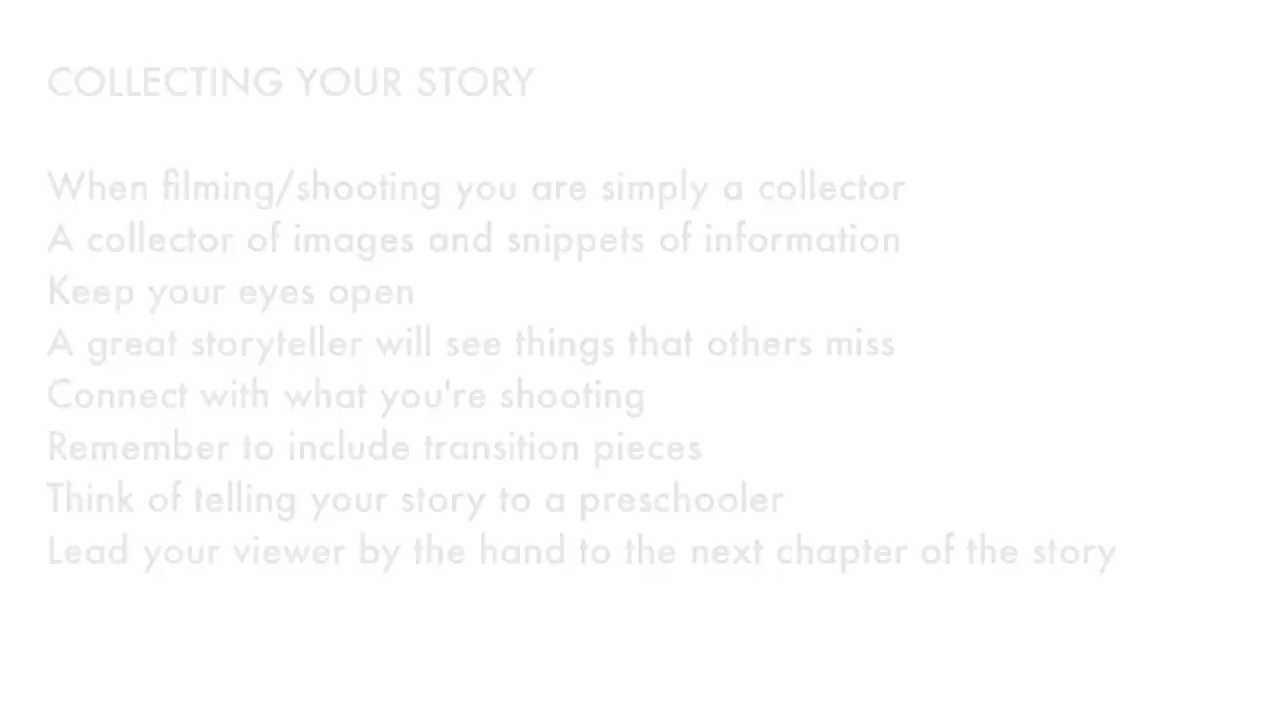 COLLECTING YOUR STORY
When filming/shooting you are simply a collector
A collector of images and snippets of information
Keep your eyes open
A great storyteller will see things that others miss
Connect with what you're shooting
Remember to include transition pieces
Think of telling your story to a preschooler
Lead your viewer by the hand to the next chapter of the story